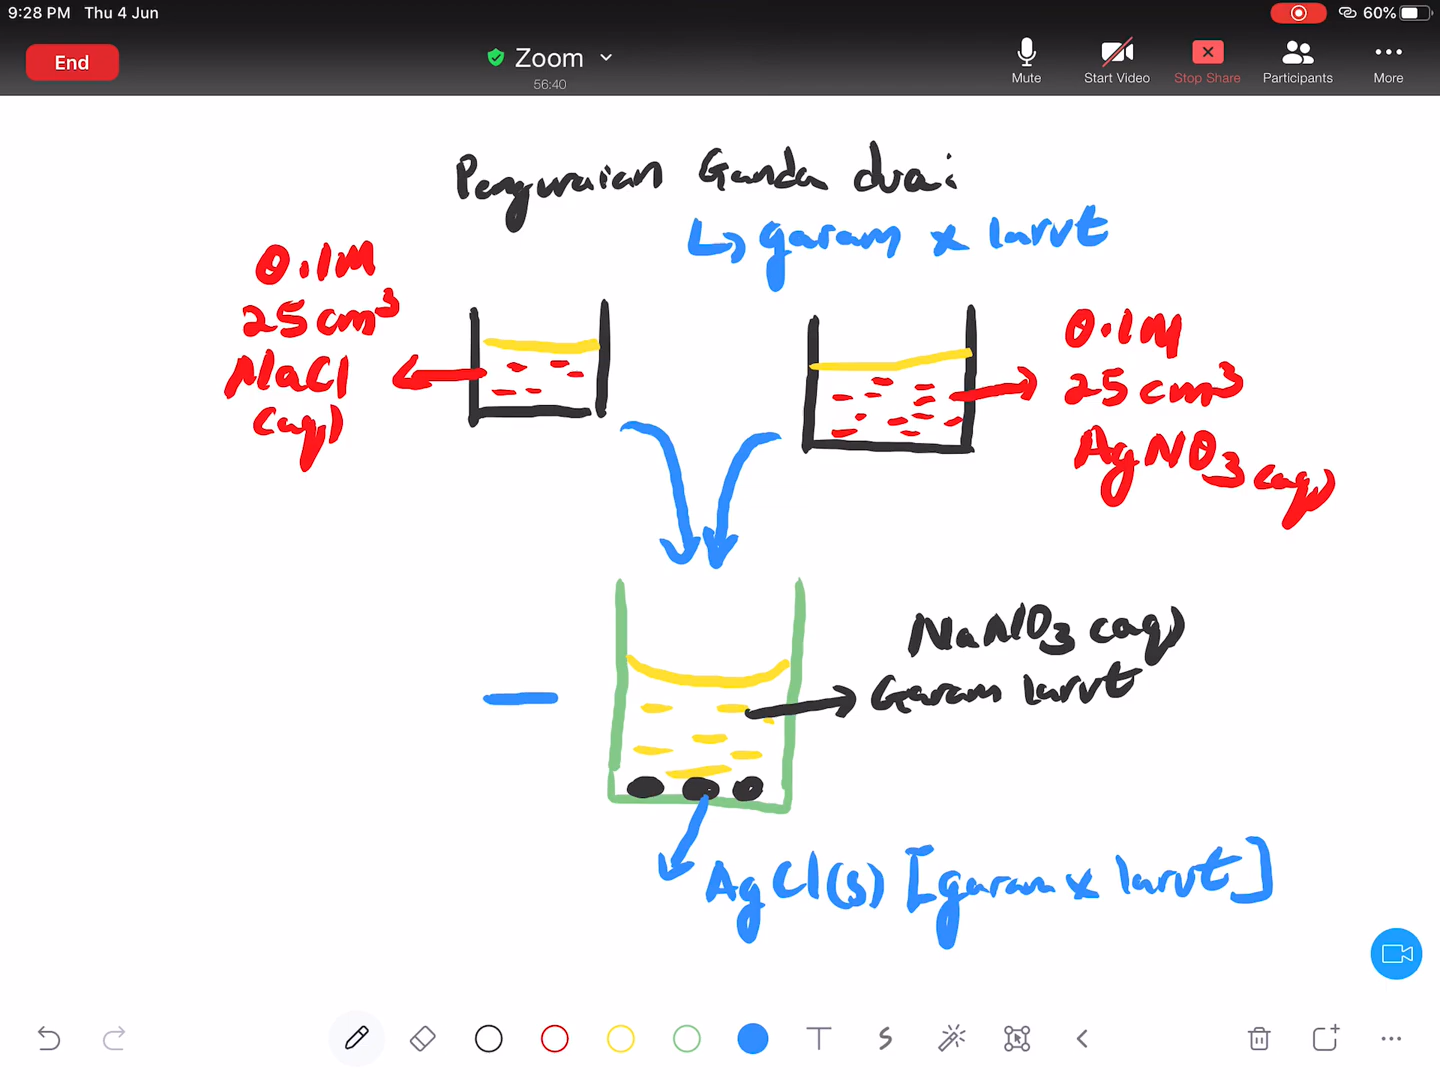 9:28 PM Thu 4 Jun
60%
End
Zoom
56:40
Mute
Start Video
Stop Share
Participants
More
Penguraian Ganda dua
↳ garam x larut
0.1M
25 cm³
NaCl
(aq)
0.1M
25 cm³
AgNO3 (aq)
NaNO3 (aq)
Garam larut
AgCl(s) [garam x larut]
T
S